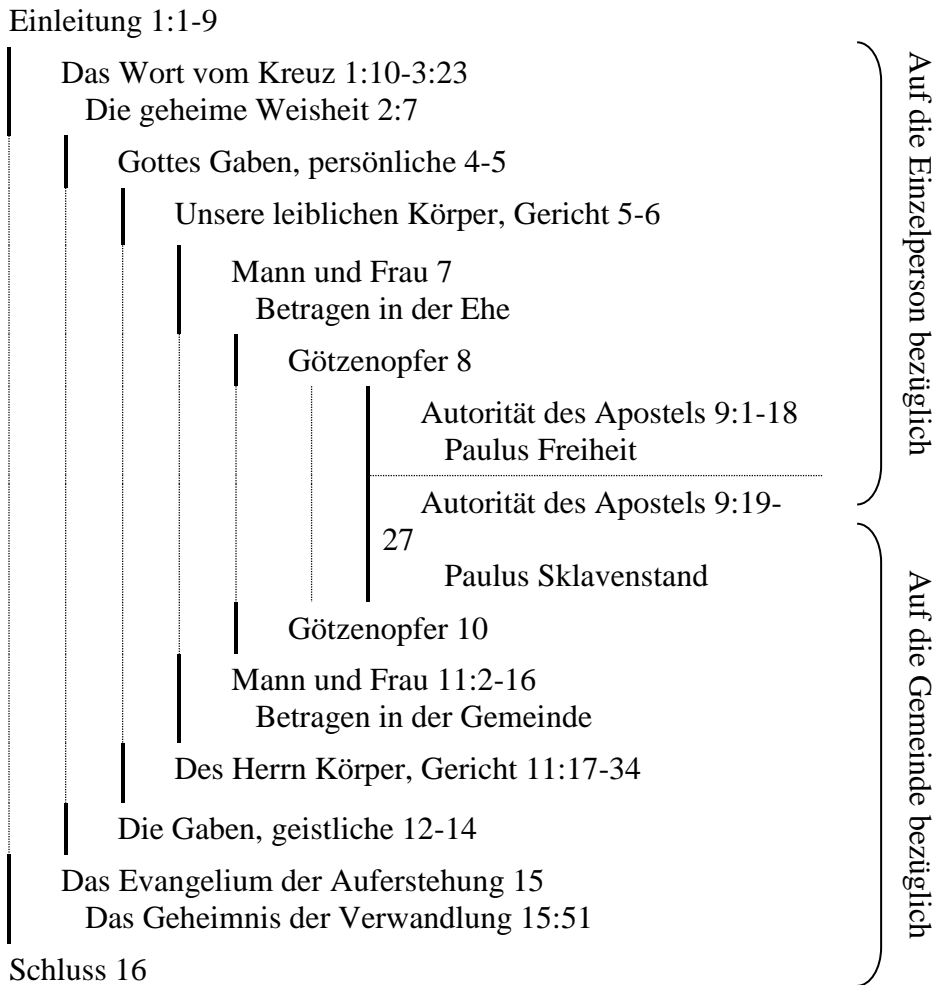 Einleitung 1:1-9
Das Wort vom Kreuz 1:10-3:23
Die geheime Weisheit 2:7
Gottes Gaben, persönliche 4-5
Unsere leiblichen Körper, Gericht 5-6
Mann und Frau 7
Betragen in der Ehe
Götzenopfer 8
Autorität des Apostels 9:1-18
Paulus Freiheit
Auf die Einzelperson bezüglich
Autorität des Apostels 9:19-
27
Paulus Sklavenstand
Götzenopfer 10
Mann und Frau 11:2-16
Betragen in der Gemeinde
Des Herrn Körper, Gericht 11:17-34
Die Gaben, geistliche 12-14
Das Evangelium der Auferstehung 15
Das Geheimnis der Verwandlung 15:51
Schluss 16
Auf die Gemeinde bezüglich